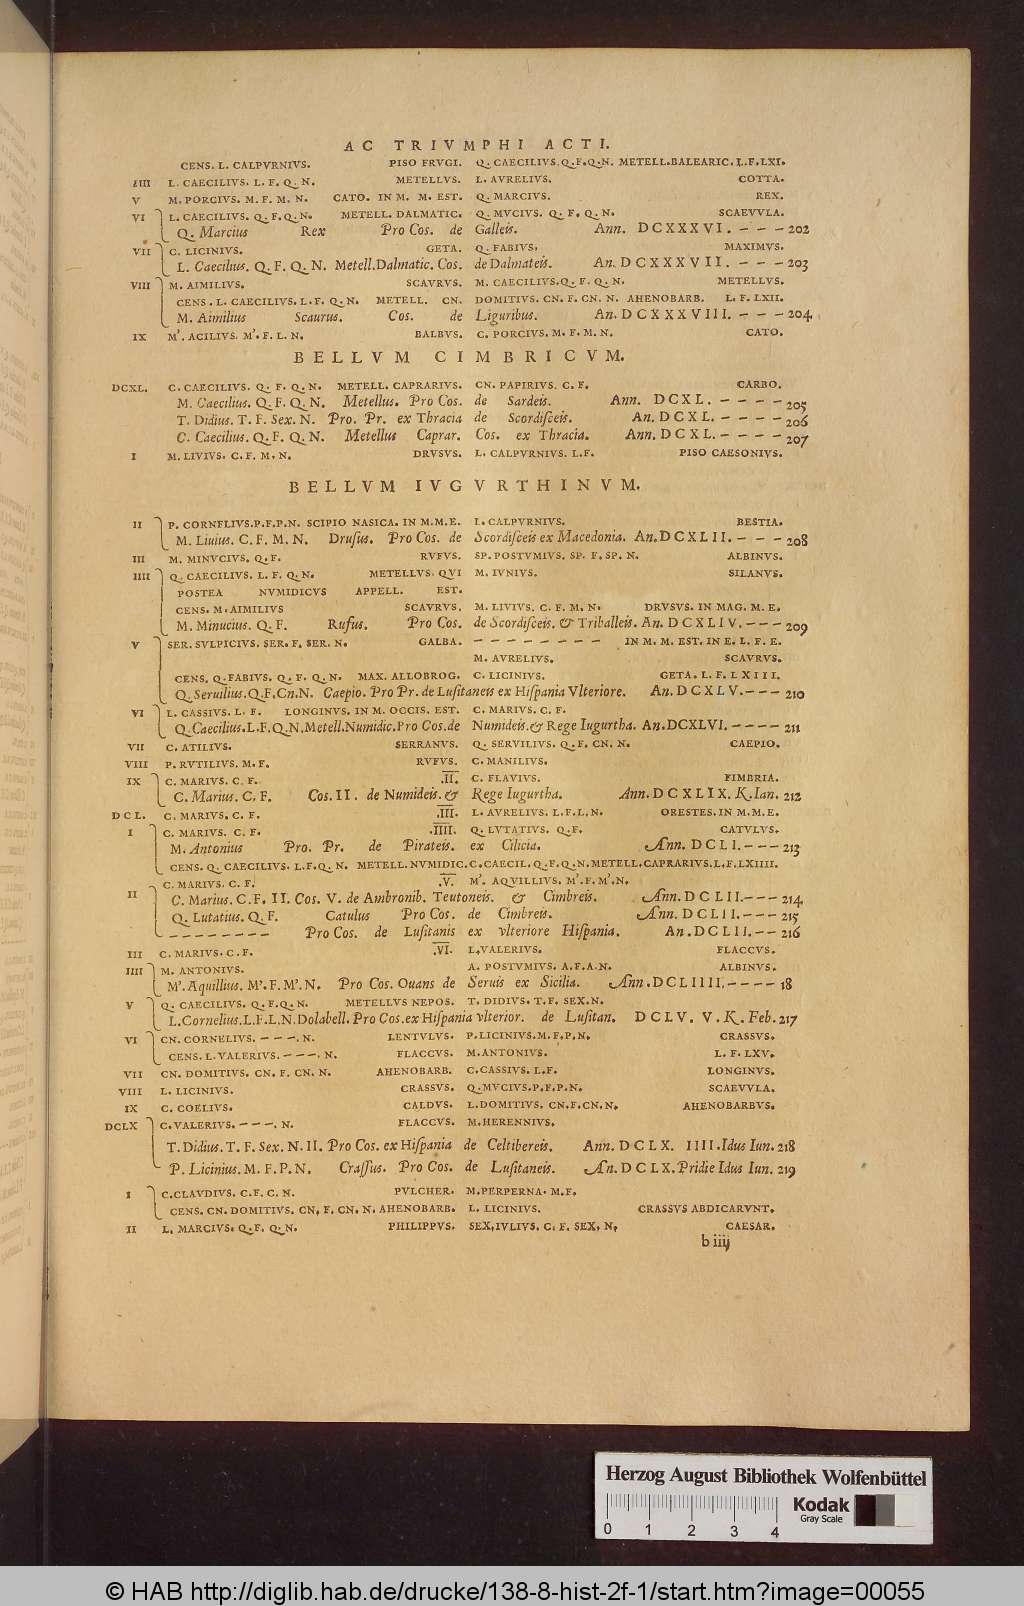 AC TRIVMPHI ACTI.
CENS. L. CALPVRNIVS. PISO FRVGI. Q. CAECILIVS. Q.F.Q.N. METELL.BALEARIC. L.F.LXI.
IIII L. CAECILIVS. L. F. Q. N. METELLVS. L. AVRELIVS. COTTA.
V M. PORCIVS. M. F. M. N. CATO. IN M. M. EST. Q. MARCIVS. REX.
VI L. CAECILIVS. Q. F. Q. N. METELL. DALMATIC. Q. MVCIVS. Q. F. Q. N. SCAEVVLA.
Q. Marcius Rex Pro Cos. de Galleis. Ann. DCXXXVI. – – – 202
VII C. LICINIVS. GETA. Q. FABIVS. MAXIMVS.
L. Caecilius. Q. F. Q. N. Metell.Dalmatic. Cos. de Dalmateis. An. DCXXXVII. – – – 203
VIII M. AIMILIVS. SCAVRVS. M. CAECILIVS. Q. F. Q. N. METELLVS.
CENS. L. CAECILIVS. L. F. Q. N. METELL. CN. DOMITIVS. CN. F. CN. N. AHENOBARB. L. F. LXII.
M. Aimilius Scaurus. Cos. de Liguribus. An. DCXXXVIII. – – – 204
IX M'. ACILIVS. M'. F. L. N. BALBVS. C. PORCIVS. M. F. M. N. CATO.
BELLVM CIMBRICVM.
DCXL. C. CAECILIVS. Q. F. Q. N. METELL. CAPRARIVS. CN. PAPIRIVS. C. F. CARBO.
M. Caecilius. Q. F. Q. N. Metellus. Pro Cos. de Sardeis. Ann. DCXL. – – – – 205
T. Didius. T. F. Sex. N. Pro. Pr. ex Thracia de Scordiſceis. An. DCXL. – – – – 206
C. Caecilius. Q. F. Q. N. Metellus Caprar. Cos. ex Thracia. Ann. DCXL. – – – – 207
I M. LIVIVS. C. F. M. N. DRVSVS. L. CALPVRNIVS. L.F. PISO CAESONIVS.
BELLVM IVGVRTHINVM.
II P. CORNELIVS.P.F.P.N. SCIPIO NASICA. IN M.M.E. L. CALPVRNIVS. BESTIA.
M. Liuius. C. F. M. N. Druſus. Pro Cos. de Scordiſceis ex Macedonia. An. DCXLII. – – – 208
III M. MINVCIVS. Q. F. RVFVS. SP. POSTVMIVS. SP. F. SP. N. ALBINVS.
IIII Q. CAECILIVS. L. F. Q. N. METELLVS. QVI M. IVNIVS. SILANVS.
POSTEA NVMIDICVS APPELL. EST.
CENS. M. AIMILIVS SCAVRVS. M. LIVIVS. C. F. M. N. DRVSVS. IN MAG. M. E.
M. Minucius. Q. F. Rufus. Pro Cos. de Scordiſceis. & Triballeis. An. DCXLIV. – – – 209
V SER. SVLPICIVS. SER. F. SER. N. GALBA. – – – – – – – – IN M. M. EST. IN E. L. F. E.
M. AVRELIVS. SCAVRVS.
CENS. Q. FABIVS. Q. F. Q. N. MAX. ALLOBROG. C. LICINIVS. GETA. L. F. LXIII.
Q. Seruilius. Q.F.Cn.N. Caepio. Pro Pr. de Luſitaneis ex Hiſpania Vlteriore. An. DCXLV. – – – 210
VI L. CASSIVS. L. F. LONGINVS. IN M. OCCIS. EST. C. MARIVS. C. F.
Q.Caecilius.L.F.Q.N.Metell.Numidic.Pro Cos.de Numideis.& Rege Iugurtha. An.DCXLVI. – – – – 211
VII C. ATILIVS. SERRANVS. Q. SERVILIVS. Q. F. CN. N. CAEPIO.
VIII P. RVTILIVS. M. F. RVFVS. C. MANILIVS.
IX C. MARIVS. C. F. .II. C. FLAVIVS. FIMBRIA.
C. Marius. C. F. Cos. II. de Numideis. & Rege Iugurtha. Ann. DCXLIX. K. Ian. 212
DCL. C. MARIVS. C. F. .III. L. AVRELIVS. L.F.L.N. ORESTES. IN M.M.E.
I C. MARIVS. C. F. .IIII. Q. LVTATIVS. Q.F. CATVLVS.
M. Antonius Pro. Pr. de Pirateis. ex Cilicia. Ann. DCLI. – – – 213
CENS. Q. CAECILIVS. L.F.Q.N. METELL.NVMIDIC. C.CAECIL.Q.F.Q.N.METELL.CAPRARIVS.L.F.LXIIII.
II C. MARIVS. C. F. .V. M'. AQVILLIVS. M'.F.M'.N.
C. Marius. C.F. II. Cos. V. de Ambronib. Teutoneis. & Cimbreis. Ann. DCLII. – – – 214
Q. Lutatius. Q. F. Catulus Pro Cos. de Cimbreis. Ann. DCLII. – – – 215
– – – – – – – – Pro Cos. de Luſitanis ex vlteriore Hiſpania. An. DCLII. – – 216
III C. MARIVS. C. F. .VI. L.VALERIVS. FLACCVS.
IIII M. ANTONIVS. A. POSTVMIVS. A.F.A.N. ALBINVS.
M'. Aquillius. M'. F. M'. N. Pro Cos. Ouans de Seruis ex Sicilia. Ann. DCLIIII. – – – – 18
V Q. CAECILIVS. Q. F. Q. N. METELLVS NEPOS. T. DIDIVS. T. F. SEX.N.
L.Cornelius.L.F.L.N.Dolabell.Pro Cos.ex Hiſpania vlterior. de Luſitan. DCLV. V. K. Feb. 217
VI CN. CORNELIVS. – – –. N. LENTVLVS. P.LICINIVS.M.F.P.N. CRASSVS.
CENS. L. VALERIVS. – – –. N. FLACCVS. M.ANTONIVS. L. F. LXV.
VII CN. DOMITIVS. CN. F. CN. N. AHENOBARB. C.CASSIVS. L.F. LONGINVS.
VIII L. LICINIVS. CRASSVS. Q.MVCIVS.P.F.P.N. SCAEVVLA.
IX C. COELIVS. CALDVS. L.DOMITIVS. CN.F.CN.N. AHENOBARBVS.
DCLX C. VALERIVS. – – –. N. FLACCVS. M.HERENNIVS.
T. Didius. T. F. Sex. N. II. Pro Cos. ex Hiſpania de Celtibereis. Ann. DCLX. IIII. Idus Iun. 218
P. Licinius. M. F. P. N. Craſſus. Pro Cos. de Luſitaneis. An. DCLX. Pridie Idus Iun. 219
I C.CLAVDIVS. C.F. C. N. PVLCHER. M.PERPERNA. M.F.
CENS. CN. DOMITIVS. CN. F. CN. N. AHENOBARB. L. LICINIVS. CRASSVS ABDICARVNT.
II L. MARCIVS. Q. F. Q. N. PHILIPPVS. SEX. IVLIVS. C. F. SEX. N. CAESAR.
b iiij
Herzog August Bibliothek Wolfenbüttel
0 1 2 3 4
Kodak
Gray Scale
© HAB http://diglib.hab.de/drucke/138-8-hist-2f-1/start.htm?image=00055